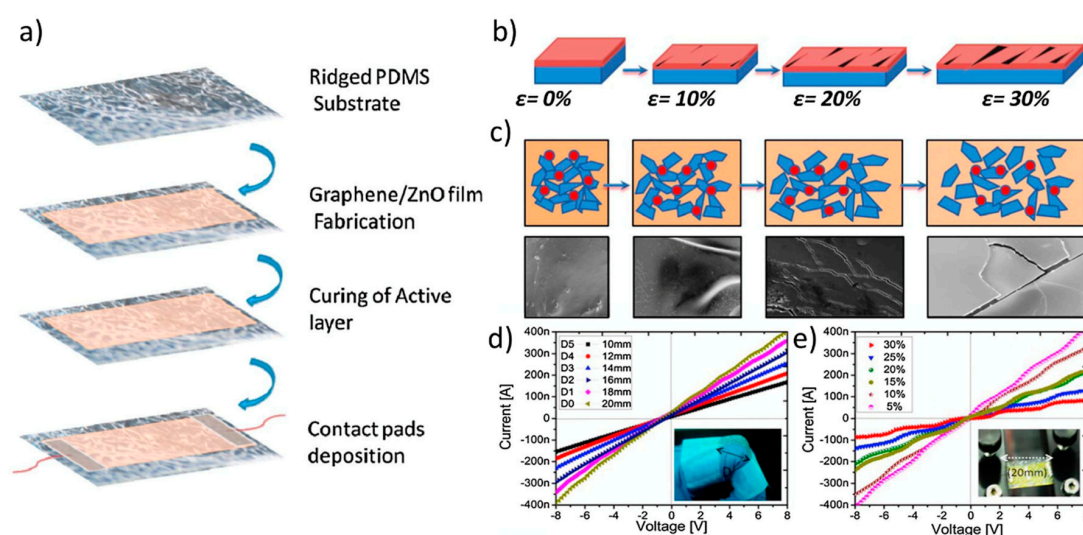 a)
Ridged PDMS
Substrate
Graphene/ZnO film
Fabrication
Curing of Active
layer
Contact pads
deposition
b)
ε= 0%
ε= 10%
ε= 20%
ε= 30%
c)
d)
400n
300n
200n
100n
0
-100n
-200n
-300n
-400n
Current [A]
D5 10mm
D4 12mm
D3 14mm
D2 16mm
D1 18mm
D0 20mm
D
-8 -6 -4 -2 0 2 4 6 8
Voltage [V]
e)
400n
300n
200n
100n
0
-100n
-200n
-300n
-400n
Current [A]
30%
25%
20%
15%
10%
5%
(20mm)
-8 -6 -4 -2 0 2 4 6 8
Voltage [V]